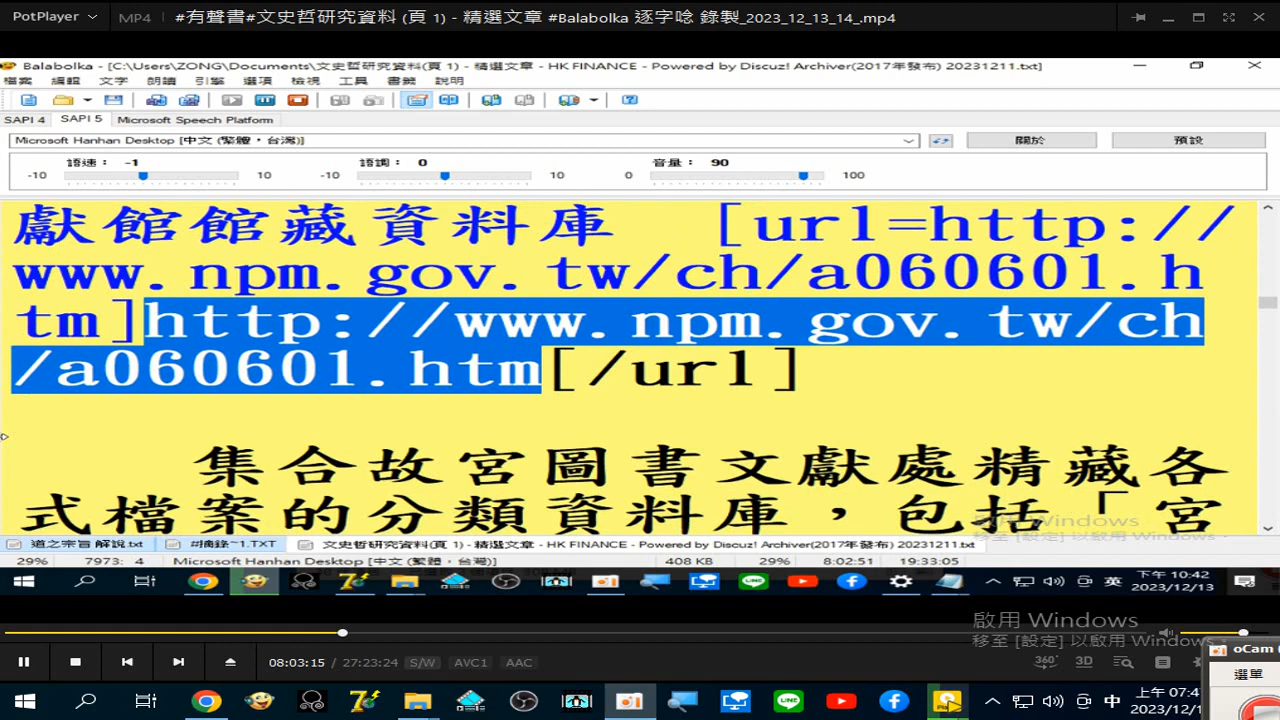 PotPlayer MP4 #有聲書#文史哲研究資料 (頁 1) - 精選文章 #Balabolka 逐字唸 錄製_2023_12_13_14_.mp4
Balabolka - [C:\Users\ZONG\Documents\文史哲研究資料(頁 1) - 精選文章 - HK FINANCE - Powered by Discuz! Archiver(2017年發布) 20231211.txt]
檔案 編輯 文字 朗讀 引擎 選項 檢視 工具 書籤 說明
SAPI 4 SAPI 5 Microsoft Speech Platform
Microsoft Hanhan Desktop [中文 (繁體，台灣)] 關於 預設
語速： -1 語調： 0 音量： 90
-10 10 -10 10 0 100
獻館館藏資料庫 [url=http://
www.npm.gov.tw/ch/a060601.h
tm]http://www.npm.gov.tw/ch
/a060601.htm[/url]
集合故宮圖書文獻處精藏各
式檔案的分類資料庫，包括「宮
啟用 Windows
移至 [設定] 以啟用 Windows。
道之宗旨 解說.txt #摘錄~1.TXT 文史哲研究資料(頁 1) - 精選文章 - HK FINANCE - Powered by Discuz! Archiver(2017年發布) 20231211.txt
29% 7973: 4 Microsoft Hanhan Desktop [中文 (繁體，台灣)] 408 KB 29% 8:02:51 19:33:05
英 下午 10:42
2023/12/13
啟用 Windows
移至 [設定] 以啟用 Windows。
08:03:15 / 27:23:24 S/W AVC1 AAC 360° 3D
oCam
選單
中 上午 07:4
2023/12/1